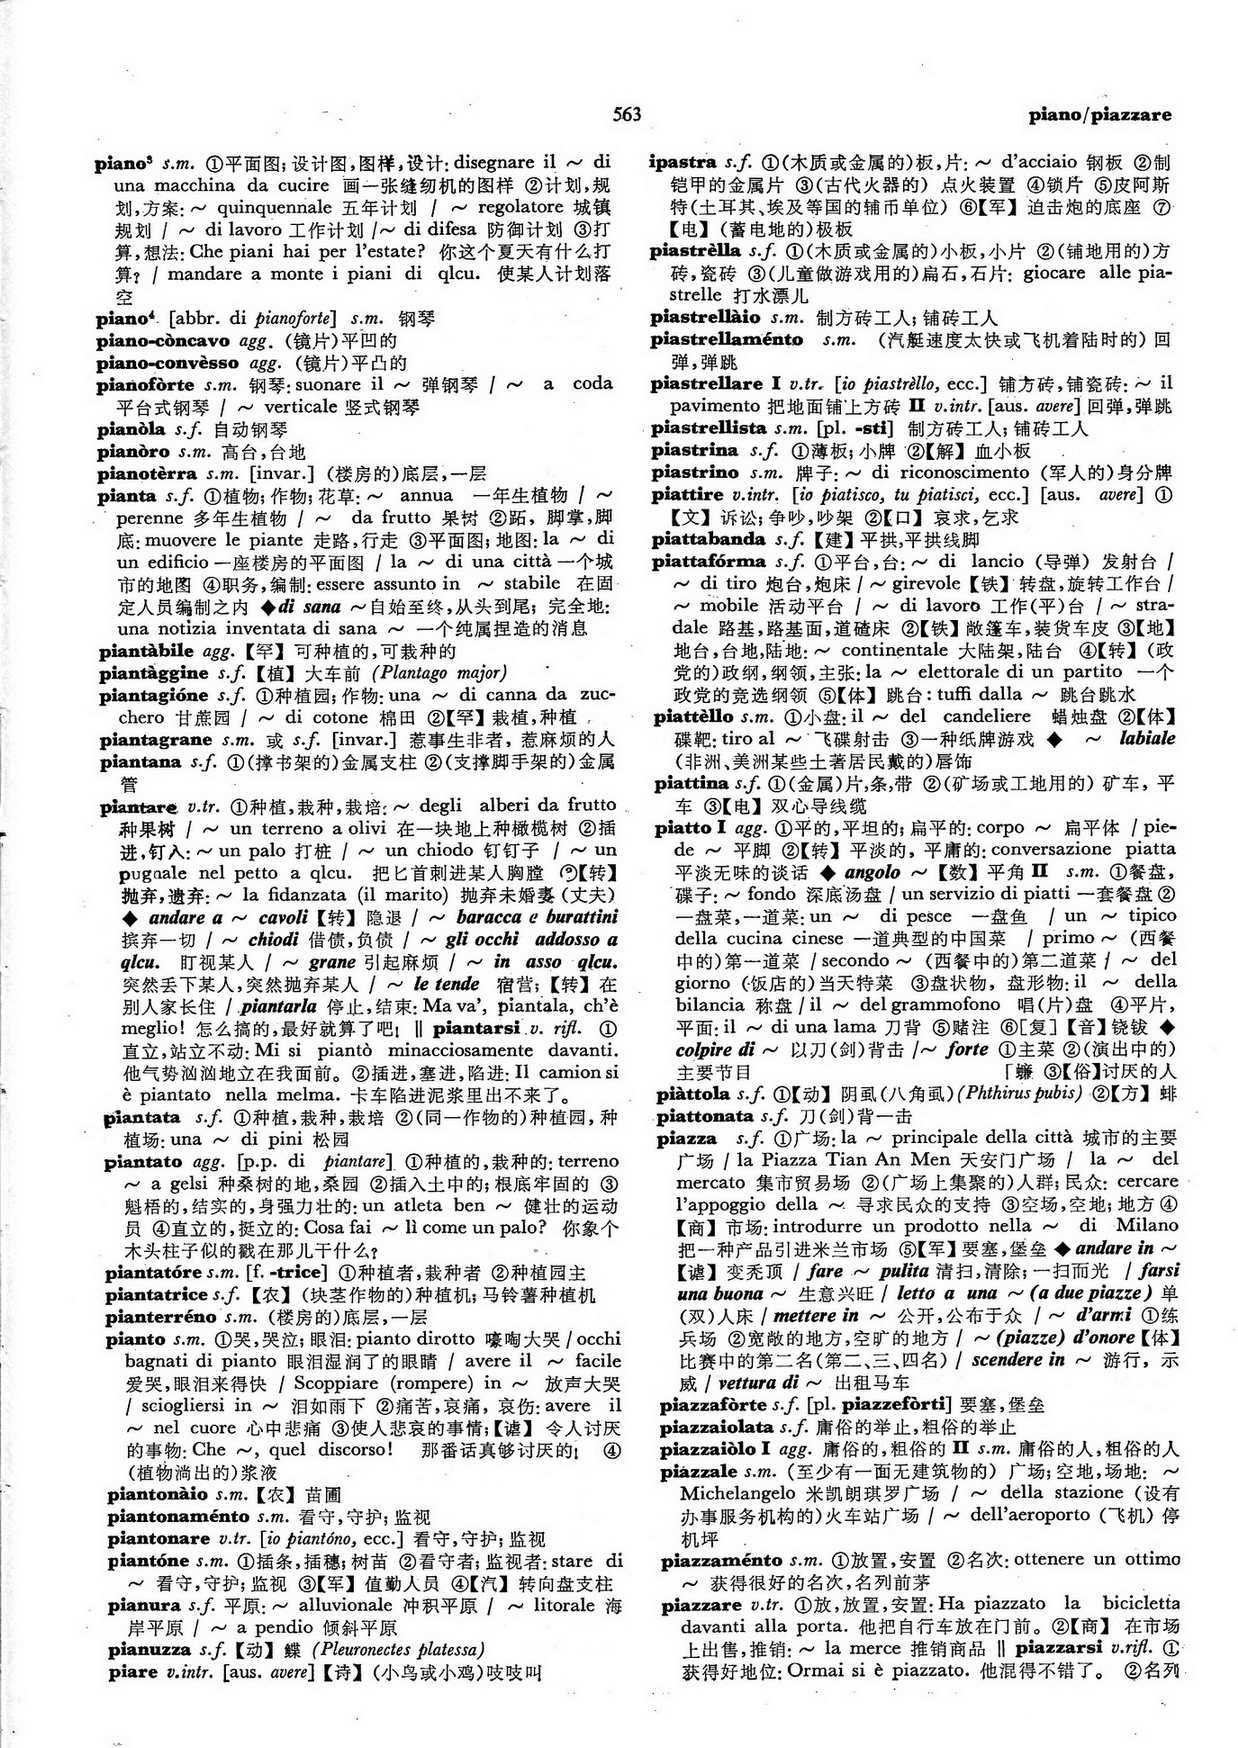 563
piano/piazzare
piano³ s.m. ①平面图;设计图,图样,设计: disegnare il ～ di
una macchina da cucire 画一张缝纫机的图样 ②计划,规
划,方案:～ quinquennale 五年计划 / ～ regolatore 城镇
规划 / ～ di lavoro 工作计划 /～ di difesa 防御计划 ③打
算,想法: Che piani hai per l'estate? 你这个夏天有什么打
算? / mandare a monte i piani di qlcu. 使某人计划落
空
piano⁴ [abbr. di pianoforte] s.m. 钢琴
piano-còncavo agg. (镜片)平凹的
piano-convèsso agg. (镜片)平凸的
pianofòrte s.m. 钢琴: suonare il ～ 弹钢琴 / ～ a coda
平台式钢琴 / ～ verticale 竖式钢琴
pianòla s.f. 自动钢琴
pianòro s.m. 高台,台地
pianotèrra s.m. [invar.] (楼房的)底层,一层
pianta s.f. ①植物;作物;花草:～ annua 一年生植物 / ～
perenne 多年生植物 / ～ da frutto 果树 ②跖, 脚掌,脚
底: muovere le piante 走路,行走 ③平面图;地图: la ～ di
un edificio 一座楼房的平面图 / la ～ di una città 一个城
市的地图 ④职务,编制: essere assunto in ～ stabile 在固
定人员编制之内 ◆di sana ～自始至终,从头到尾; 完全地:
una notizia inventata di sana ～ 一个纯属捏造的消息
piantàbile agg. 【罕】可种植的,可栽种的
piantàggine s.f.【植】大车前 (Plantago major)
piantagióne s.f. ①种植园;作物: una ～ di canna da zuc-
chero 甘蔗园 / ～ di cotone 棉田 ②【罕】栽植,种植
piantagrane s.m. 或 s.f. [invar.] 惹事生非者, 惹麻烦的人
piantana s.f. ①(撑书架的)金属支柱 ②(支撑脚手架的)金属
管
piantare v.tr. ①种植,栽种,栽培:～ degli alberi da frutto
种果树 / ～ un terreno a olivi 在一块地上种橄榄树 ②插
进,钉入:～ un palo 打桩 / ～ un chiodo 钉钉子 / ～ un
pugnale nel petto a qlcu. 把匕首刺进某人胸膛 ③【转】
抛弃,遗弃:～ la fidanzata (il marito) 抛弃未婚妻(丈夫)
◆ andare a ～ cavoli【转】隐退 / ～ baracca e burattini
摈弃一切 / ～ chiodi 借债,负债 / ～ gli occhi addosso a
qlcu. 盯视某人 / ～ grane 引起麻烦 / ～ in asso qlcu.
突然丢下某人,突然抛弃某人 / ～ le tende 宿营;【转】在
别人家长住 / piantarla 停止,结束: Ma va', piantala, ch'è
meglio! 怎么搞的,最好就算了吧! ‖ piantarsi v. rifl. ①
直立,站立不动: Mi si piantò minacciosamente davanti.
他气势汹汹地立在我面前。②插进,塞进,陷进: Il camion si
è piantato nella melma. 卡车陷进泥浆里出不来了。
piantata s.f. ①种植,栽种,栽培 ②(同一作物的)种植园,种
植场: una ～ di pini 松园
piantato agg. [p.p. di piantare] ①种植的,栽种的: terreno
～ a gelsi 种桑树的地,桑园 ②插入土中的;根底牢固的 ③
魁梧的,结实的,身强力壮的: un atleta ben ～ 健壮的运动
员 ④直立的,挺立的: Cosa fai ～ lì come un palo? 你象个
木头柱子似的戳在那儿干什么?
piantatóre s.m. [f. -trice] ①种植者,栽种者 ②种植园主
piantatrice s.f.【农】(块茎作物的)种植机;马铃薯种植机
pianterréno s.m. (楼房的)底层,一层
pianto s.m. ①哭,哭泣;眼泪: pianto dirotto 嚎啕大哭 / occhi
bagnati di pianto 眼泪湿润了的眼睛 / avere il ～ facile
爱哭,眼泪来得快 / Scoppiare (rompere) in ～ 放声大哭
/ sciogliersi in ～ 泪如雨下 ②痛苦,哀痛, 哀伤: avere il
～ nel cuore 心中悲痛 ③使人悲哀的事情;【谑】令人讨厌
的事物: Che ～, quel discorso! 那番话真够讨厌的! ④
(植物淌出的)浆液
piantonàio s.m.【农】苗圃
piantonaménto s.m. 看守,守护;监视
piantonare v.tr. [io piantóno, ecc.] 看守,守护;监视
piantóne s.m. ①插条,插穗;树苗 ②看守者;监视者: stare di
～ 看守,守护;监视 ③【军】值勤人员 ④【汽】转向盘支柱
pianura s.f. 平原:～ alluvionale 冲积平原 / ～ litorale 海
岸平原 / ～ a pendio 倾斜平原
pianuzza s.f.【动】鲽 (Pleuronectes platessa)
piare v.intr. [aus. avere]【诗】(小鸟或小鸡)吱吱叫
ipastra s.f. ①(木质或金属的)板,片:～ d'acciaio 钢板 ②制
铠甲的金属片 ③(古代火器的) 点火装置 ④锁片 ⑤皮阿斯
特(土耳其、埃及等国的辅币单位) ⑥【军】迫击炮的底座 ⑦
【电】(蓄电池的)极板
piastrèlla s.f. ①(木质或金属的)小板,小片 ②(铺地用的)方
砖,瓷砖 ③(儿童做游戏用的)扁石,石片: giocare alle pia-
strelle 打水漂儿
piastrellàio s.m. 制方砖工人;铺砖工人
piastrellaménto s.m. (汽艇速度太快或飞机着陆时的)回
弹,弹跳
piastrellare I v.tr. [io piastrèllo, ecc.] 铺方砖,铺瓷砖:～ il
pavimento 把地面铺上方砖 II v.intr. [aus. avere] 回弹,弹跳
piastrellista s.m. [pl. -sti] 制方砖工人;铺砖工人
piastrina s.f. ①薄板;小牌 ②【解】血小板
piastrino s.m. 牌子:～ di riconoscimento (军人的)身分牌
piattire v.intr. [io piatisco, tu piatisci, ecc.] [aus. avere] ①
【文】诉讼;争吵,吵架 ②【口】哀求,乞求
piattabanda s.f.【建】平拱,平拱线脚
piattafórma s.f. ①平台,台:～ di lancio (导弹) 发射台 /
～ di tiro 炮台,炮床 /～ girevole【铁】转盘,旋转工作台 /
～ mobile 活动平台 / ～ di lavoro 工作(平)台 / ～ stra-
dale 路基,路基面,道碴床 ②【铁】敞篷车,装货车皮 ③【地】
地台,台地,陆地:～ continentale 大陆架,陆台 ④【转】(政
党的)政纲,纲领,主张: la ～ elettorale di un partito 一个
政党的竞选纲领 ⑤【体】跳台: tuffi dalla ～ 跳台跳水
piattèllo s.m. ①小盘: il ～ del candeliere 蜡烛盘 ②【体】
碟靶: tiro al ～ 飞碟射击 ③一种纸牌游戏 ◆ ～ labiale
(非洲、美洲某些土著居民戴的)唇饰
piattina s.f. ①(金属)片,条,带 ②(矿场或工地用的) 矿车, 平
车 ③【电】双心导线缆
piatto I agg. ①平的,平坦的;扁平的: corpo ～ 扁平体 / pie-
de ～ 平脚 ②【转】平淡的, 平庸的: conversazione piatta
平淡无味的谈话 ◆ angolo ～【数】平角 II s.m. ①餐盘,
碟子:～ fondo 深底汤盘 / un servizio di piatti 一套餐盘 ②
一盘菜,一道菜: un ～ di pesce 一盘鱼 / un ～ tipico
della cucina cinese 一道典型的中国菜 / primo ～ (西餐
中的)第一道菜 / secondo ～ (西餐中的)第二道菜 / ～ del
giorno (饭店的)当天特菜 ③盘状物, 盘形物: il ～ della
bilancia 称盘 / il ～ del grammofono 唱(片)盘 ④平片,
平面: il ～ di una lama 刀背 ⑤赌注 ⑥[复]【音】铙钹 ◆
colpire di ～ 以刀(剑)背击 /～ forte ①主菜 ②(演出中的)
主要节目 「蠊 ③【俗】讨厌的人
piàttola s.f. ①【动】阴虱(八角虱)(Phthirus pubis) ②【方】蜚
piattonata s.f. 刀(剑)背一击
piazza s.f. ①广场: la ～ principale della città 城市的主要
广场 / la Piazza Tian An Men 天安门广场 / la ～ del
mercato 集市贸易场 ②(广场上集聚的)人群;民众: cercare
l'appoggio della ～ 寻求民众的支持 ③空场,空地;地方 ④
【商】市场: introdurre un prodotto nella ～ di Milano
把一种产品引进米兰市场 ⑤【军】要塞,堡垒 ◆andare in ～
【谑】变秃顶 / fare ～ pulita 清扫,清除;一扫而光 / farsi
una buona ～ 生意兴旺 / letto a una ～ (a due piazze) 单
(双)人床 / mettere in ～ 公开,公布于众 / ～ d'armi ①练
兵场 ②宽敞的地方,空旷的地方 / ～ (piazze) d'onore【体】
比赛中的第二名(第二、三、四名) / scendere in ～ 游行, 示
威 / vettura di ～ 出租马车
piazzafòrte s.f. [pl. piazzefòrti] 要塞,堡垒
piazzaiolata s.f. 庸俗的举止,粗俗的举止
piazzaiòlo I agg. 庸俗的,粗俗的 II s.m. 庸俗的人,粗俗的人
piazzale s.m. (至少有一面无建筑物的) 广场;空地,场地: ～
Michelangelo 米凯朗琪罗广场 / ～ della stazione (设有
办事服务机构的)火车站广场 / ～ dell'aeroporto (飞机) 停
机坪
piazzaménto s.m. ①放置,安置 ②名次: ottenere un ottimo
～ 获得很好的名次,名列前茅
piazzare v.tr. ①放,放置,安置: Ha piazzato la bicicletta
davanti alla porta. 他把自行车放在门前。②【商】在市场
上出售,推销:～ la merce 推销商品 ‖ piazzarsi v.rifl. ①
获得好地位: Ormai si è piazzato. 他混得不错了。 ②名列